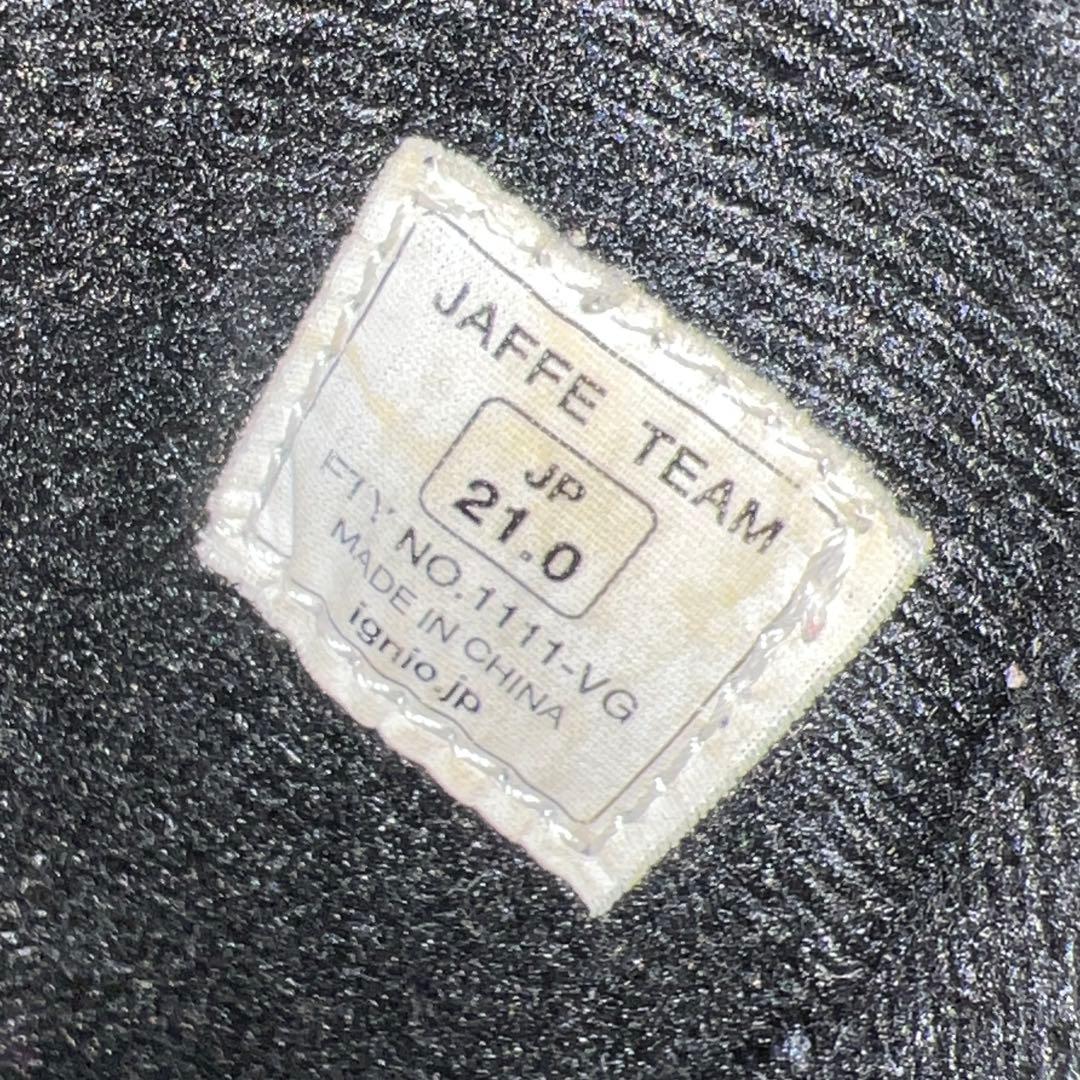 JAFFE TEAM
JP
21.0
FTY NO.1111-VG
MADE IN CHINA
ignio.jp